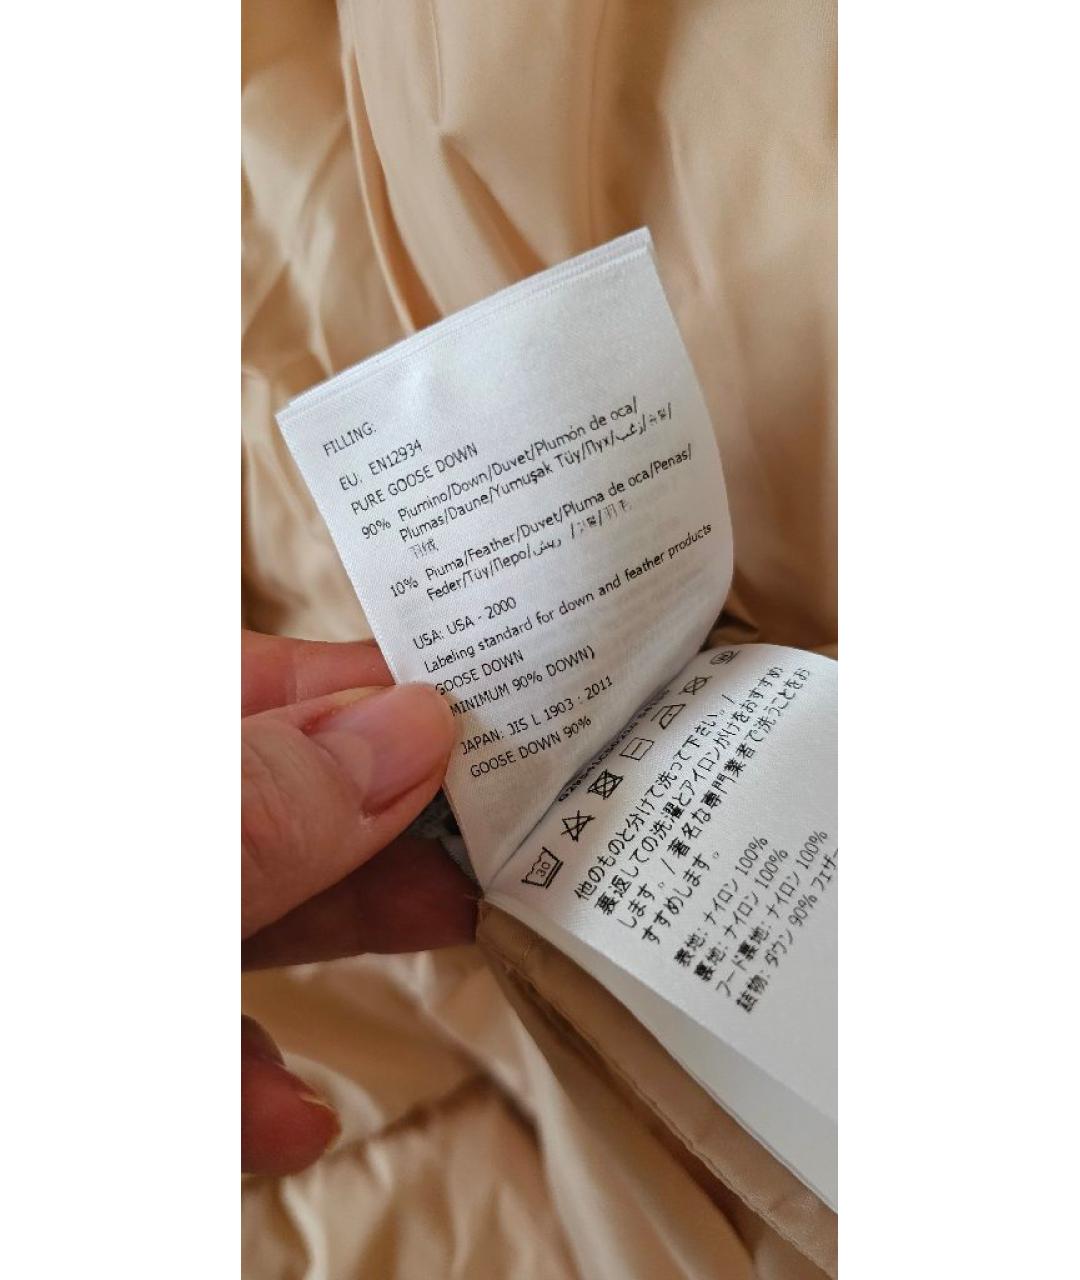 FILLING:
EU: EN12934
PURE GOOSE DOWN
90% Piumino/Down/Duvet/Plumón de oca/
Plumas/Daune/Yumuşak Tüy/Пух/زغب/
羽绒
10% Piuma/Feather/Duvet/Pluma de oca/Penas/
Feder/Tüy/Перо/ريش/
USA: USA - 2000
Labeling standard for down and feather products
GOOSE DOWN
MINIMUM 90% DOWN)
JAPAN: JIS L 1903 : 2011
GOOSE DOWN 90%
30
他のものと分けて洗って下さい。/
裏返しての洗濯とアイロンがけをおすすめ
します。/ 著名な専門業者で洗うことをお
すすめします。
表地: ナイロン 100%
裏地: ナイロン 100%
フード裏地: ナイロン 100%
詰物: ダウン 90% フェザー